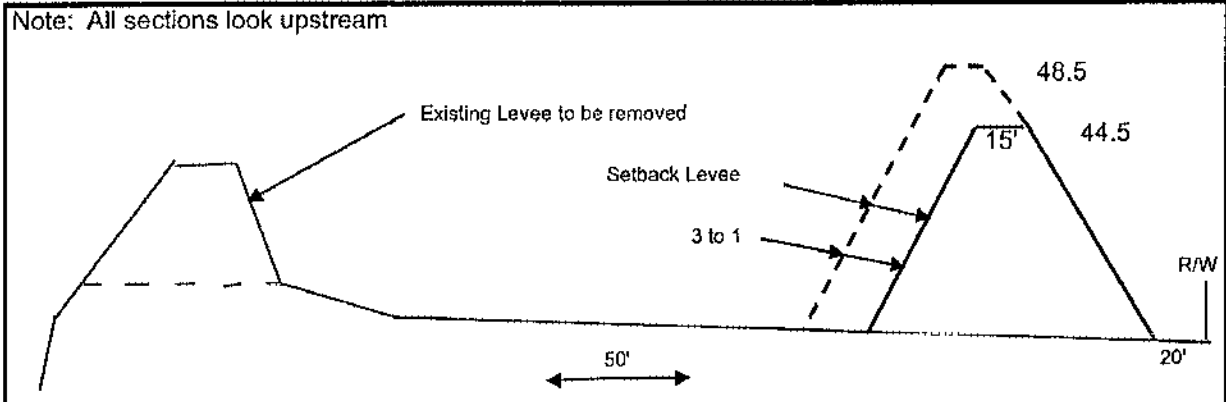 Note: All sections look upstream
48.5
Existing Levee to be removed
44.5
15'
Setback Levee
3 to 1
R/W
50'
20'